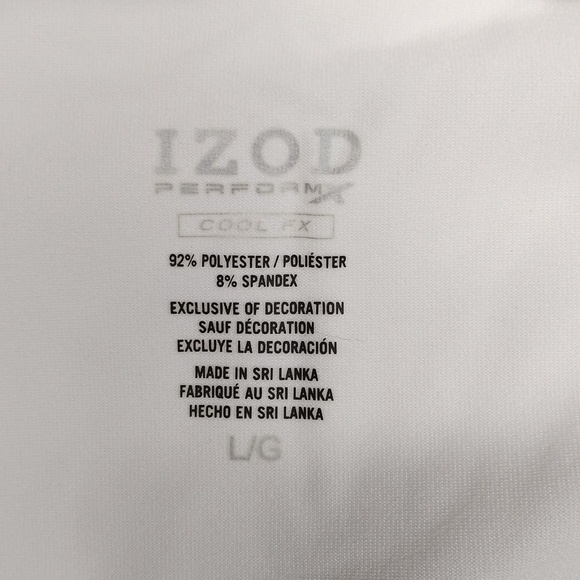 IZOD
PERFORMX
COOL FX
92% POLYESTER / POLIÉSTER
8% SPANDEX
EXCLUSIVE OF DECORATION
SAUF DÉCORATION
EXCLUYE LA DECORACIÓN
MADE IN SRI LANKA
FABRIQUÉ AU SRI LANKA
HECHO EN SRI LANKA
L/G